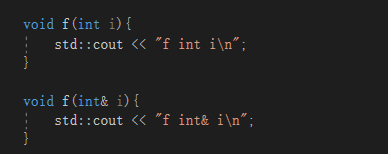 void f(int i){
    std::cout << "f int i\n";
}

void f(int& i){
    std::cout << "f int& i\n";
}